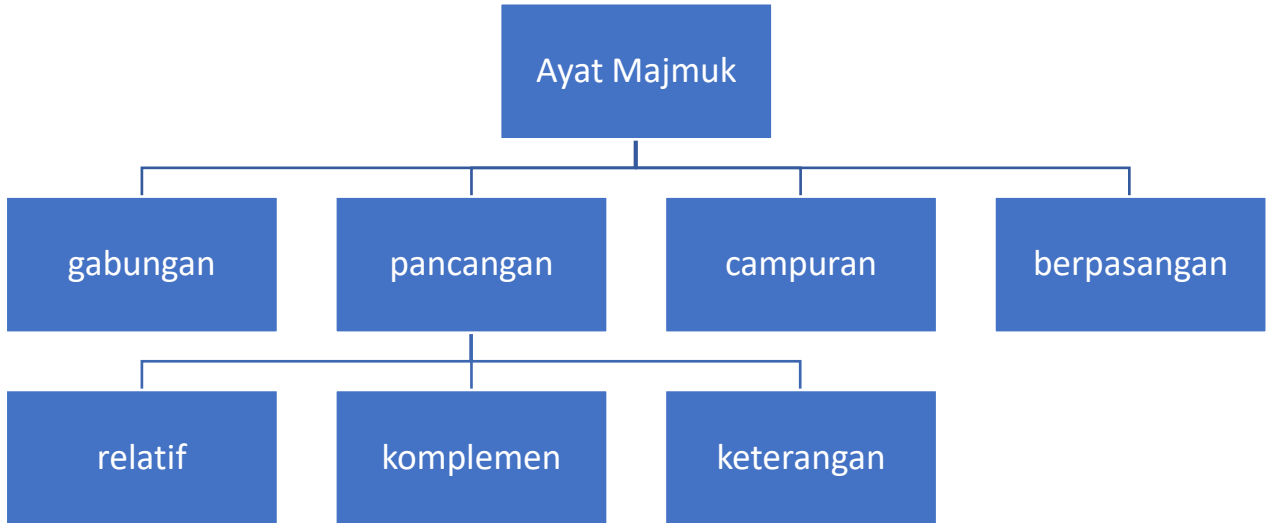 Ayat Majmuk
gabungan
pancangan
campuran
berpasangan
relatif
komplemen
keterangan